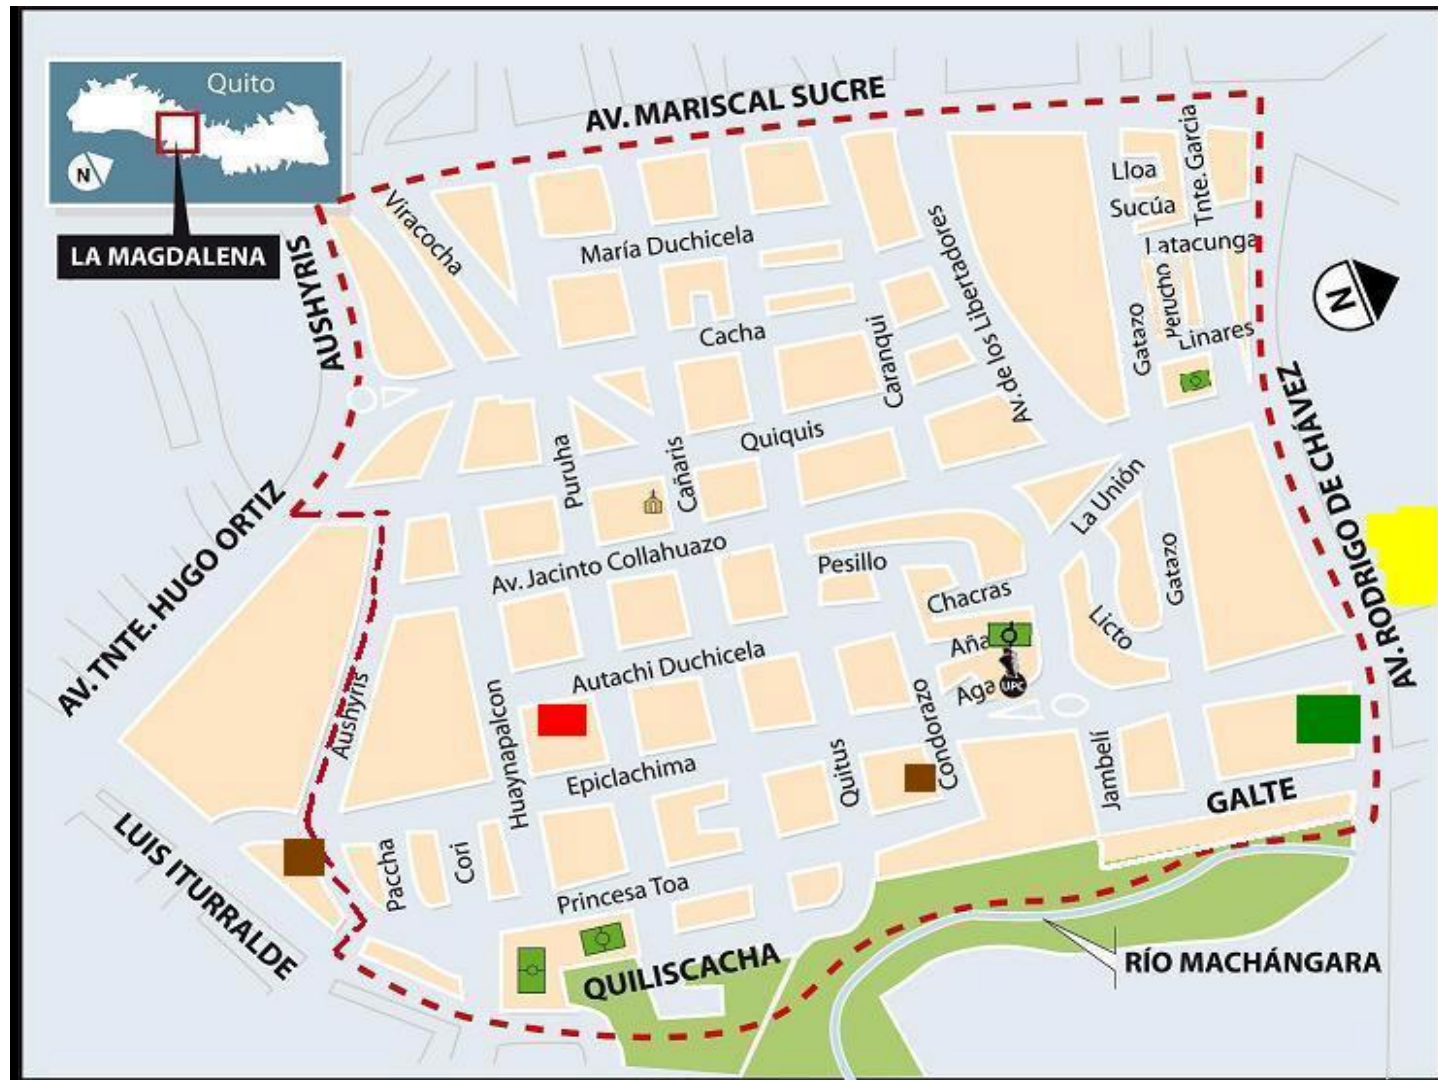 Quito
N
LA MAGDALENA
AV. MARISCAL SUCRE
AUSHYRIS
Viracocha
María Duchicela
Cacha
Caranqui
Av. de los Libertadores
Lloa
Sucúa
Tnte. Garcia
Latacunga
Perucho
Gatazo
Linares
N
Quiquis
Puruha
Cañaris
Av. Jacinto Collahuazo
Pesillo
Chacras
La Unión
Gatazo
Licto
AV. RODRIGO DE CHÁVEZ
AV. TNTE. HUGO ORTIZ
Aushyris
Autachi Duchicela
Aña
Aga
UPC
Huaynapalcon
Epiclachima
Quitus
Condorazo
Jambelí
GALTE
LUIS ITURRALDE
Paccha
Cori
Princesa Toa
QUILISCACHA
RÍO MACHÁNGARA